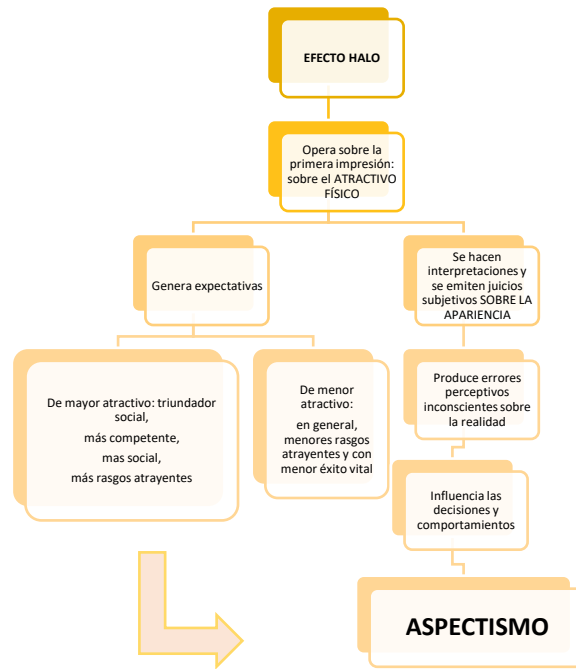 EFECTO HALO
Opera sobre la
primera impresión:
sobre el ATRACTIVO
FÍSICO
Genera expectativas
De mayor atractivo: triundador
social,
más competente,
mas social,
más rasgos atrayentes
De menor
atractivo:
en general,
menores rasgos
atrayentes y con
menor éxito vital
Se hacen
interpretaciones y
se emiten juicios
subjetivos SOBRE LA
APARIENCIA
Produce errores
perceptivos
inconscientes sobre
la realidad
Influencia las
decisiones y
comportamientos
ASPECTISMO